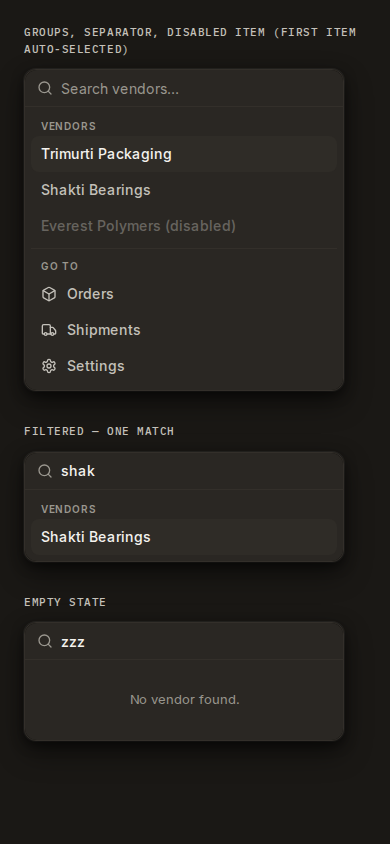 GROUPS, SEPARATOR, DISABLED ITEM (FIRST ITEM
AUTO-SELECTED)
Search vendors…
VENDORS
Trimurti Packaging
Shakti Bearings
Everest Polymers (disabled)
GO TO
Orders
Shipments
Settings
FILTERED — ONE MATCH
shak
VENDORS
Shakti Bearings
EMPTY STATE
zzz
No vendor found.